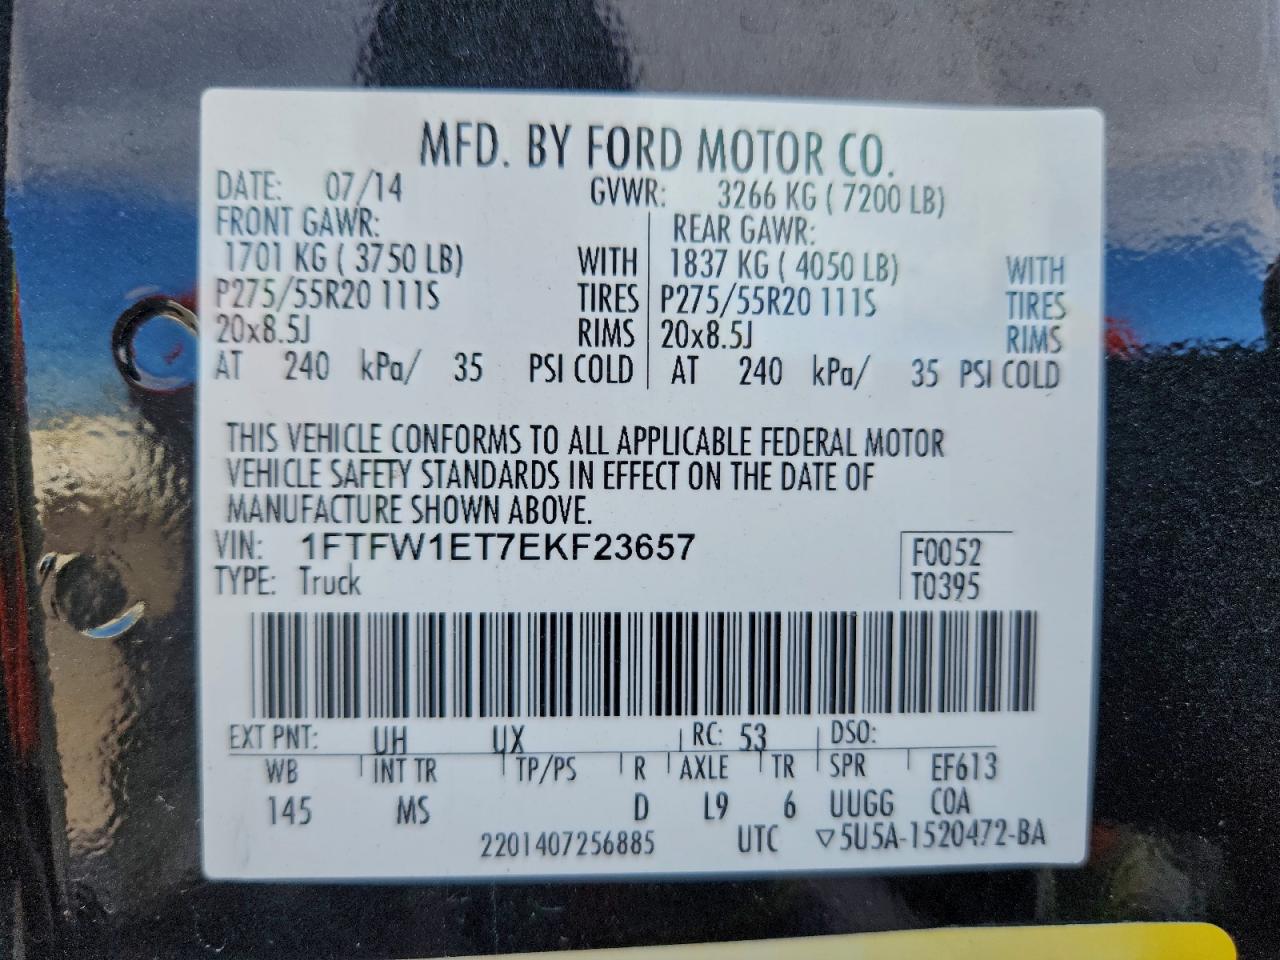 MFD. BY FORD MOTOR CO.
DATE: 07/14 GVWR: 3266 KG ( 7200 LB)
FRONT GAWR: REAR GAWR:
1701 KG ( 3750 LB) WITH 1837 KG ( 4050 LB) WITH
P275/55R20 111S TIRES P275/55R20 111S TIRES
20x8.5J RIMS 20x8.5J RIMS
AT 240 kPa/ 35 PSI COLD AT 240 kPa/ 35 PSI COLD
THIS VEHICLE CONFORMS TO ALL APPLICABLE FEDERAL MOTOR
VEHICLE SAFETY STANDARDS IN EFFECT ON THE DATE OF
MANUFACTURE SHOWN ABOVE.
VIN: 1FTFW1ET7EKF23657 F0052
TYPE: Truck T0395
EXT PNT: UH UX RC: 53 DSO:
WB INT TR TP/PS R AXLE TR SPR EF613
145 MS D L9 6 UUGG COA
2201407256885 UTC ▽5U5A-1520472-BA